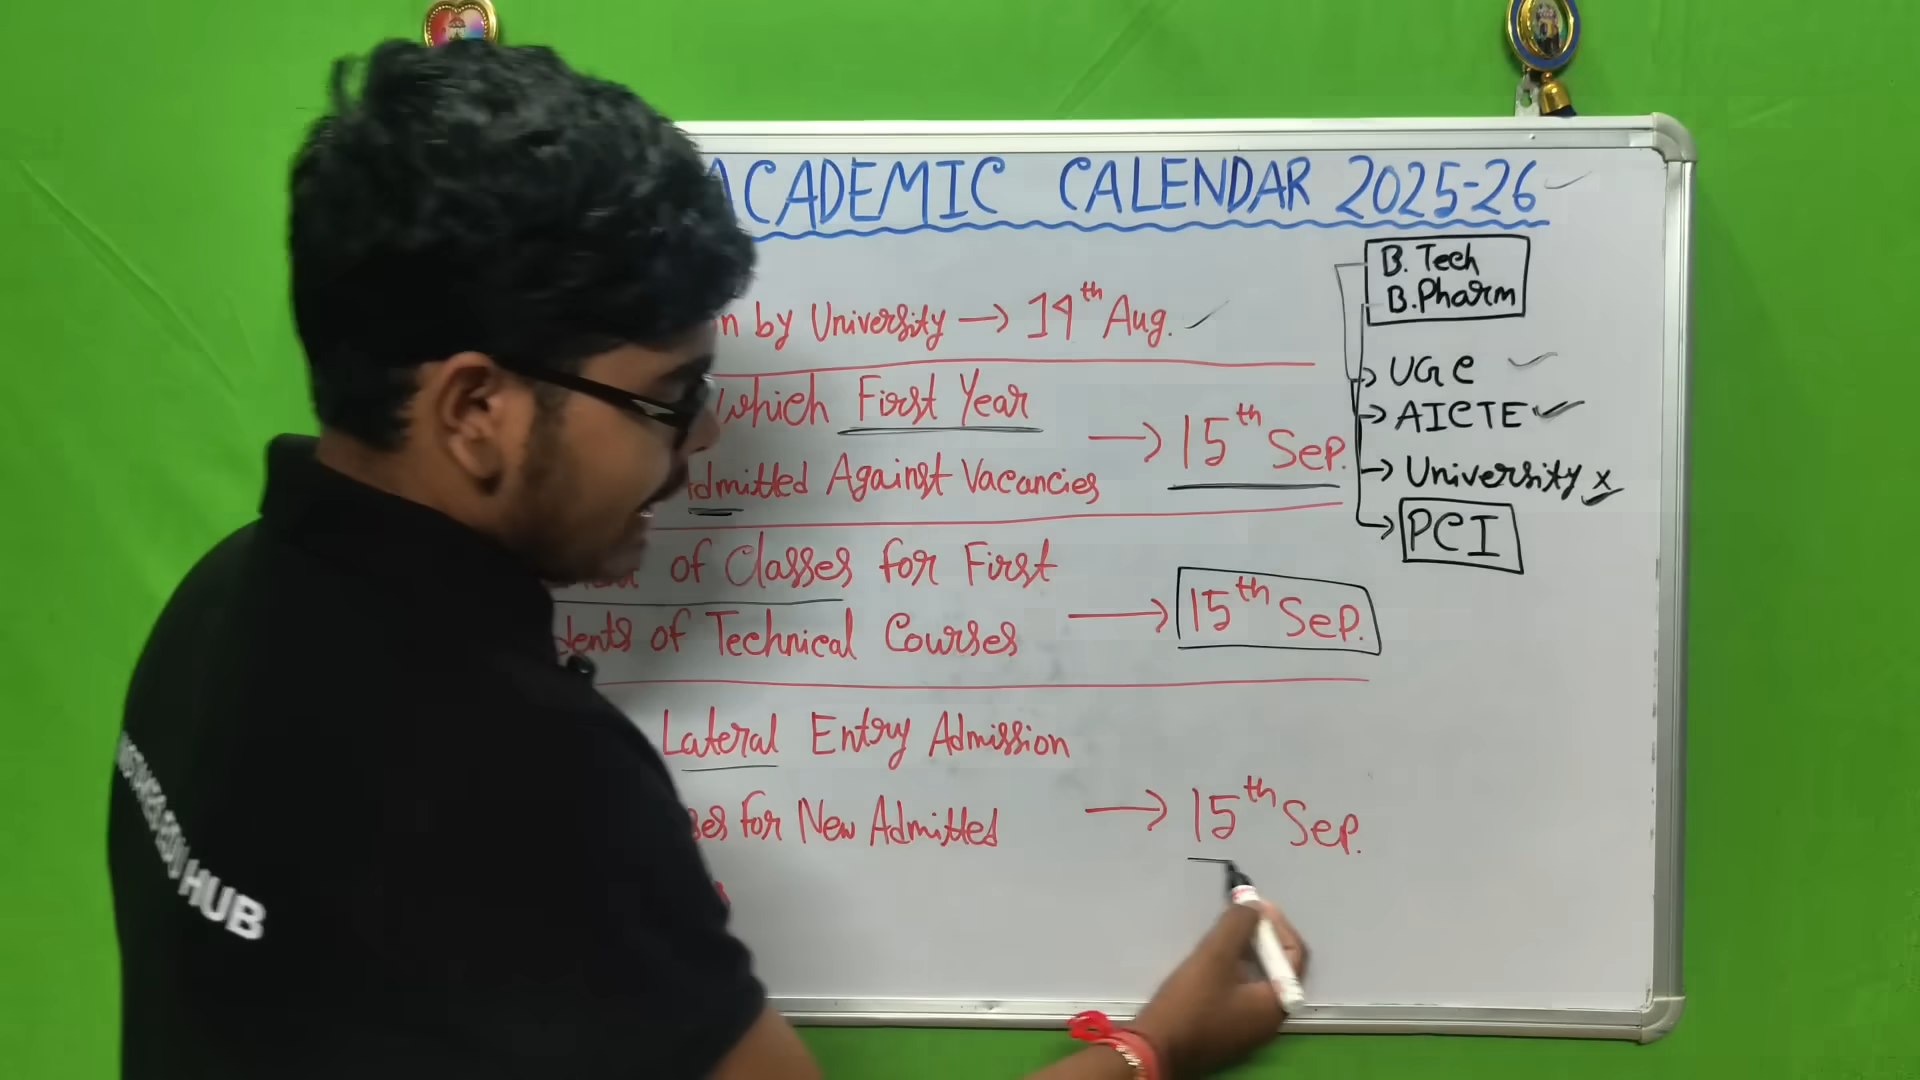 ACADEMIC CALENDAR 2025-26
B. Tech
B. Pharm
n by University → 14th Aug.
which First Year
→ 15th Sep.
Admitted Against Vacancies
→ UGC
→ AICTE
→ University x
→ PCI
of Classes for First
→ 15th Sep.
dents of Technical Courses
Lateral Entry Admission
→ 15th Sep.
ses for New Admitted
HUB